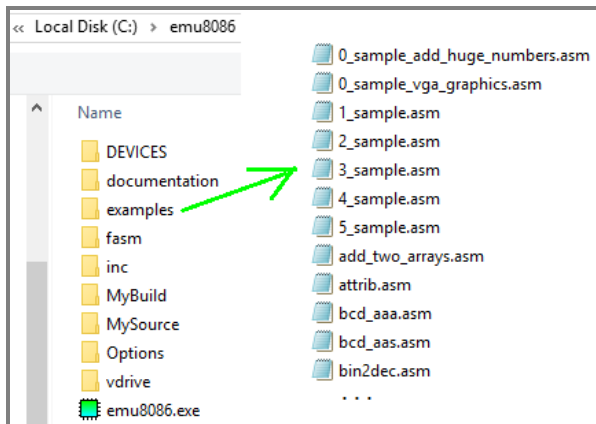 « Local Disk (C:) > emu8086
Name
DEVICES
documentation
examples
fasm
inc
MyBuild
MySource
Options
vdrive
emu8086.exe
0_sample_add_huge_numbers.asm
0_sample_vga_graphics.asm
1_sample.asm
2_sample.asm
3_sample.asm
4_sample.asm
5_sample.asm
add_two_arrays.asm
attrib.asm
bcd_aaa.asm
bcd_aas.asm
bin2dec.asm
. . .